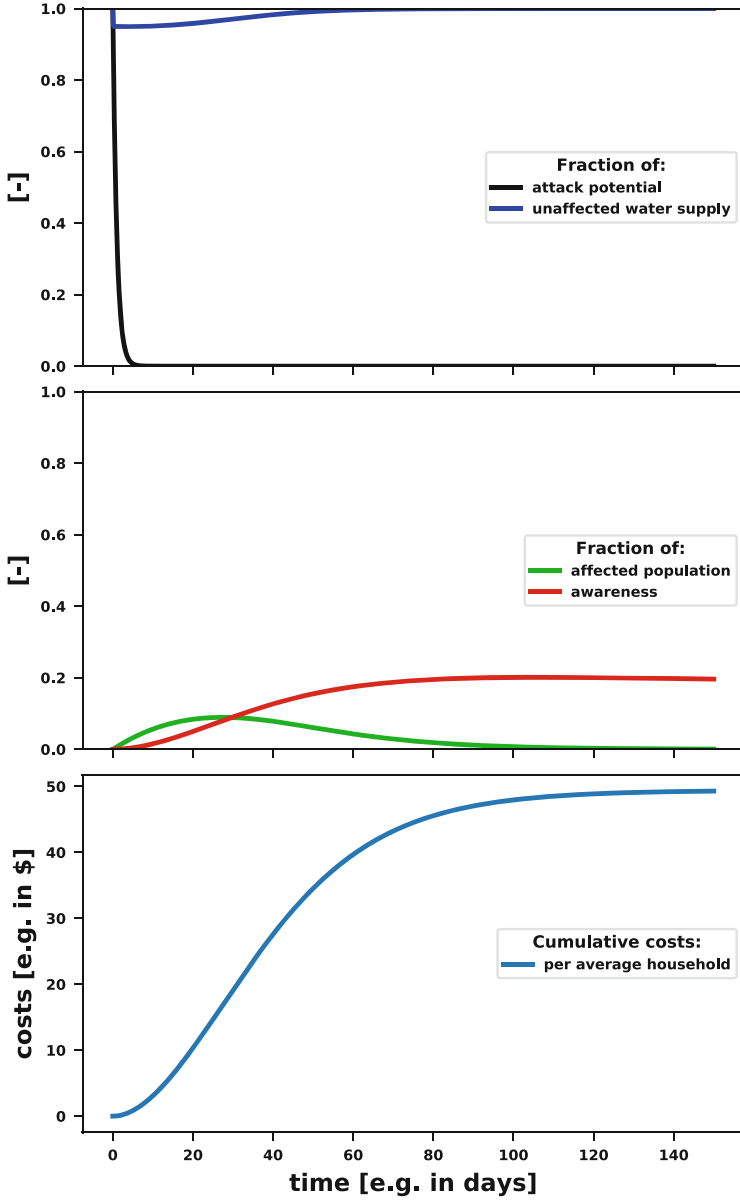 1.0
0.8
0.6
0.4
0.2
0.0
[-]
Fraction of:
attack potential
unaffected water supply
1.0
0.8
0.6
0.4
0.2
0.0
[-]
Fraction of:
affected population
awareness
50
40
30
20
10
0
costs [e.g. in $]
Cumulative costs:
per average household
0 20 40 60 80 100 120 140
time [e.g. in days]